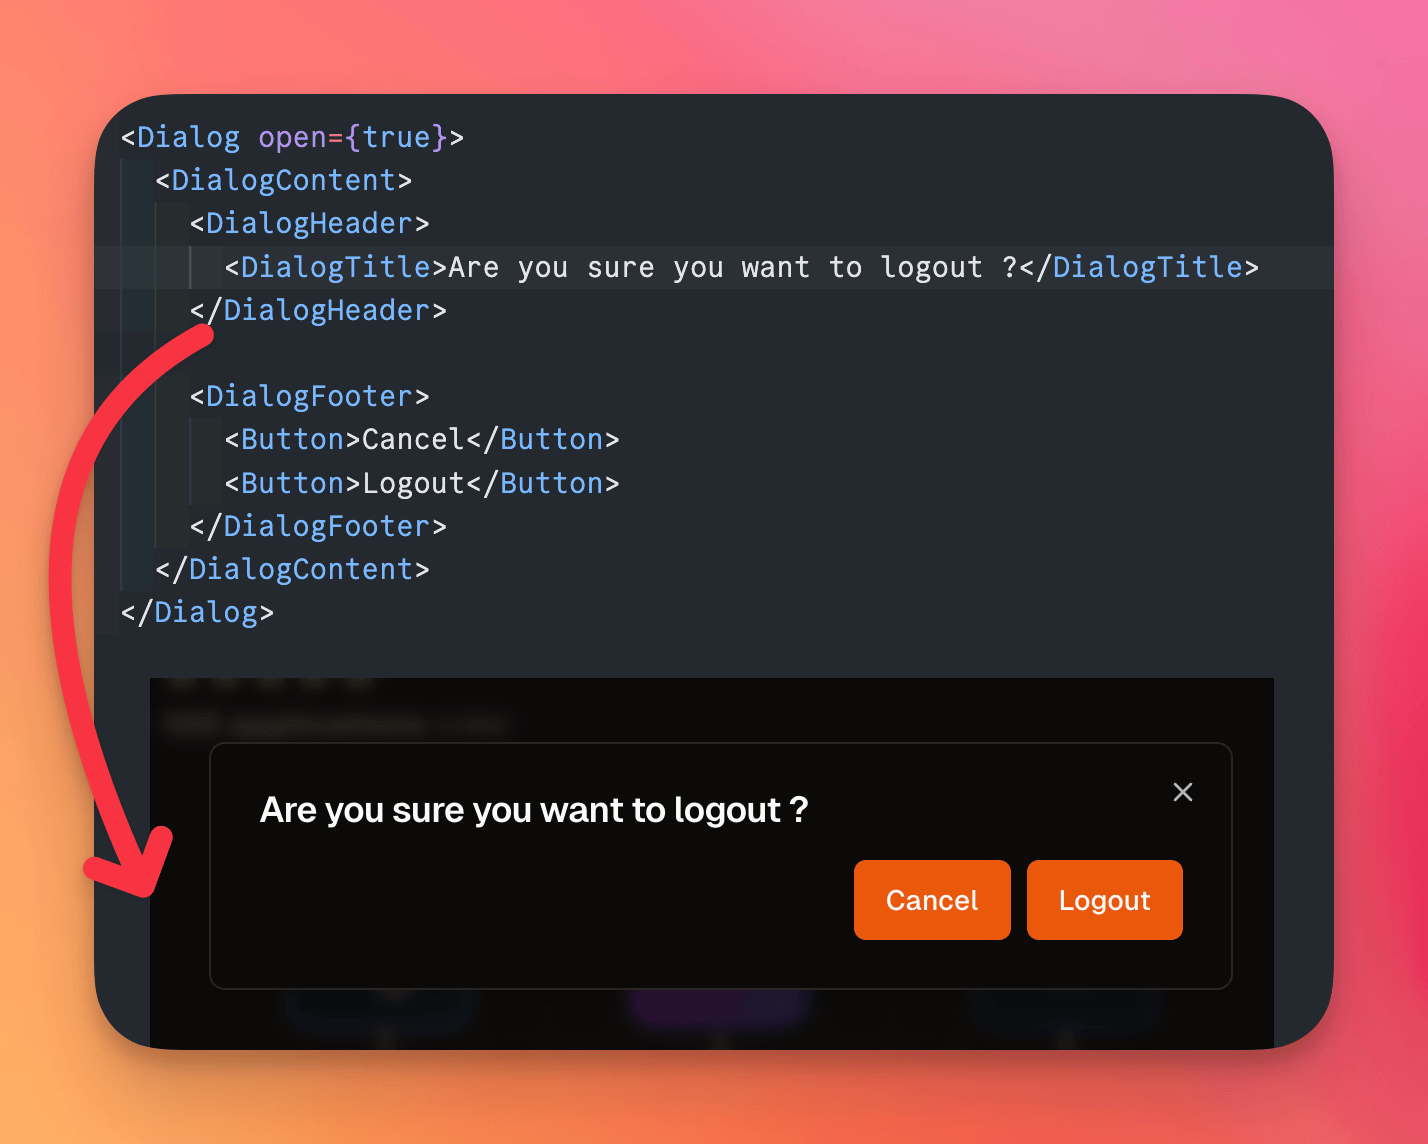 <Dialog open={true}>
<DialogContent>
<DialogHeader>
<DialogTitle>Are you sure you want to logout ?</DialogTitle>
</DialogHeader>
<DialogFooter>
<Button>Cancel</Button>
<Button>Logout</Button>
</DialogFooter>
</DialogContent>
</Dialog>
Are you sure you want to logout ?
Cancel Logout